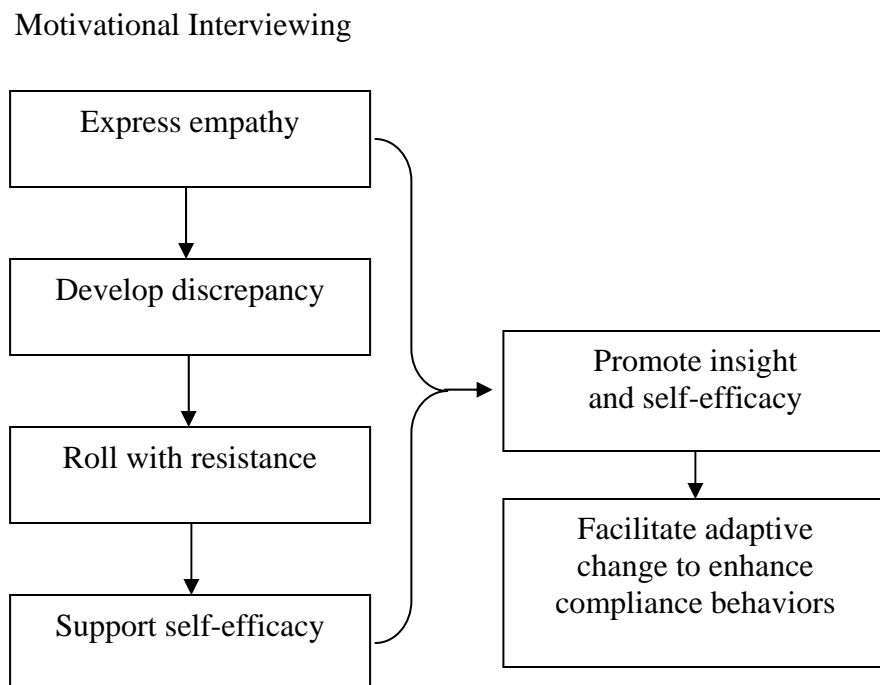 Motivational Interviewing
Express empathy
Develop discrepancy
Roll with resistance
Support self-efficacy
Promote insight
and self-efficacy
Facilitate adaptive
change to enhance
compliance behaviors